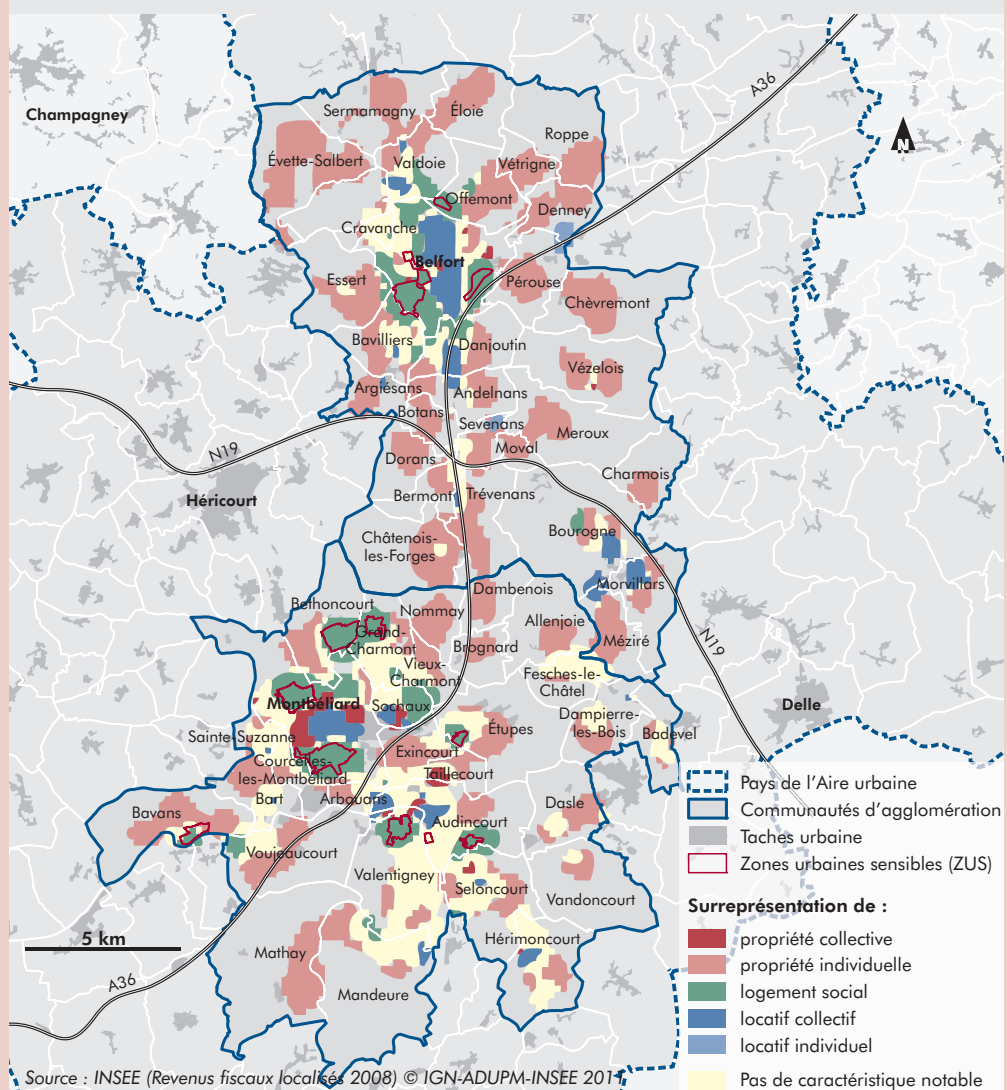 A36
Champagney
N
Sermamagny
Éloie
Roppe
Évette-Salbert
Valdoie
Vétrigne
Offemont
Denney
Cravanche
Belfort
Essert
Pérouse
Chèvremont
Bavilliers
Danjoutin
Vézelois
Argiésans
Andelnans
Botans
Sevenans
Meroux
N19
Moval
Dorans
Charmois
Héricourt
Bermont
Trévenans
Bourogne
Châtenois-
les-Forges
Morvillars
Dambenois
Bethoncourt
Nommay
Allenjoie
N19
Grand-
Charmont
Brognard
Méziré
Vieux-
Charmont
Fesches-le-
Châtel
Montbéliard
Sochaux
Delle
Dampierre-
les-Bois
Sainte-Suzanne
Étupes
Badevel
Exincourt
Courcelles-
les-Montbéliard
Taillecourt
Bart
Arbouans
Dasle
Bavans
Audincourt
Voujeaucourt
Valentigney
Seloncourt
Vandoncourt
5 km
Hérimoncourt
Mathay
A36
Mandeure
Pays de l'Aire urbaine
Communautés d'agglomération
Taches urbaine
Zones urbaines sensibles (ZUS)
Surreprésentation de :
propriété collective
propriété individuelle
logement social
locatif collectif
locatif individuel
Pas de caractéristique notable
Source : INSEE (Revenus fiscaux localisés 2008) © IGN-ADUPM-INSEE 2011